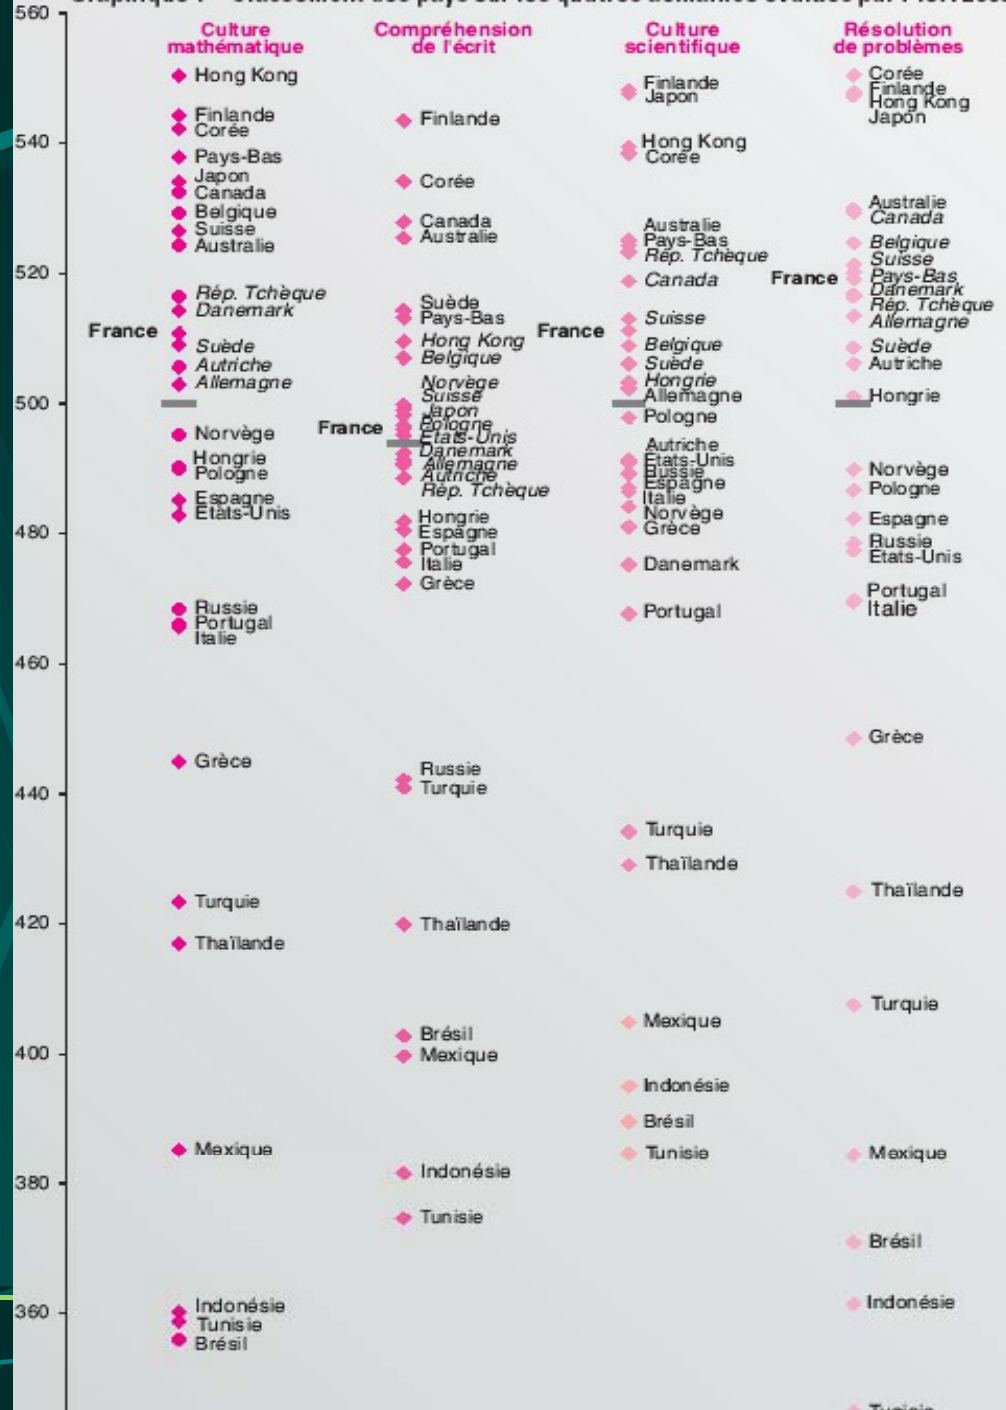 560
Culture
mathématique
Hong Kong
Finlande
Corée
Pays-Bas
Japon
Canada
Belgique
Suisse
Australie
Rép. Tchèque
Danemark
France
Suède
Autriche
Allemagne
Norvège
Hongrie
Pologne
Espagne
Etats-Unis
Russie
Portugal
Italie
Grèce
Turquie
Thaïlande
Mexique
Indonésie
Tunisie
Brésil
Compréhension
de l'écrit
Finlande
Corée
Canada
Australie
Suède
Pays-Bas
Hong Kong
Belgique
Norvège
Suisse
Japon
Pologne
France
Etats-Unis
Danemark
Allemagne
Autriche
Rép. Tchèque
Hongrie
Espagne
Portugal
Italie
Grèce
Russie
Turquie
Thaïlande
Brésil
Mexique
Indonésie
Tunisie
Culture
scientifique
Finlande
Japon
Hong Kong
Corée
Australie
Pays-Bas
Rép. Tchèque
Canada
Suisse
France
Belgique
Suède
Hongrie
Allemagne
Pologne
Autriche
Etats-Unis
Russie
Espagne
Italie
Norvège
Grèce
Danemark
Portugal
Turquie
Thaïlande
Mexique
Indonésie
Brésil
Tunisie
Résolution
de problèmes
Corée
Finlande
Hong Kong
Japon
Australie
Canada
Belgique
Suisse
France
Pays-Bas
Danemark
Rép. Tchèque
Allemagne
Suède
Autriche
Hongrie
Norvège
Pologne
Espagne
Russie
Etats-Unis
Portugal
Italie
Grèce
Thaïlande
Turquie
Mexique
Brésil
Indonésie
540
520
500
480
460
440
420
400
380
360